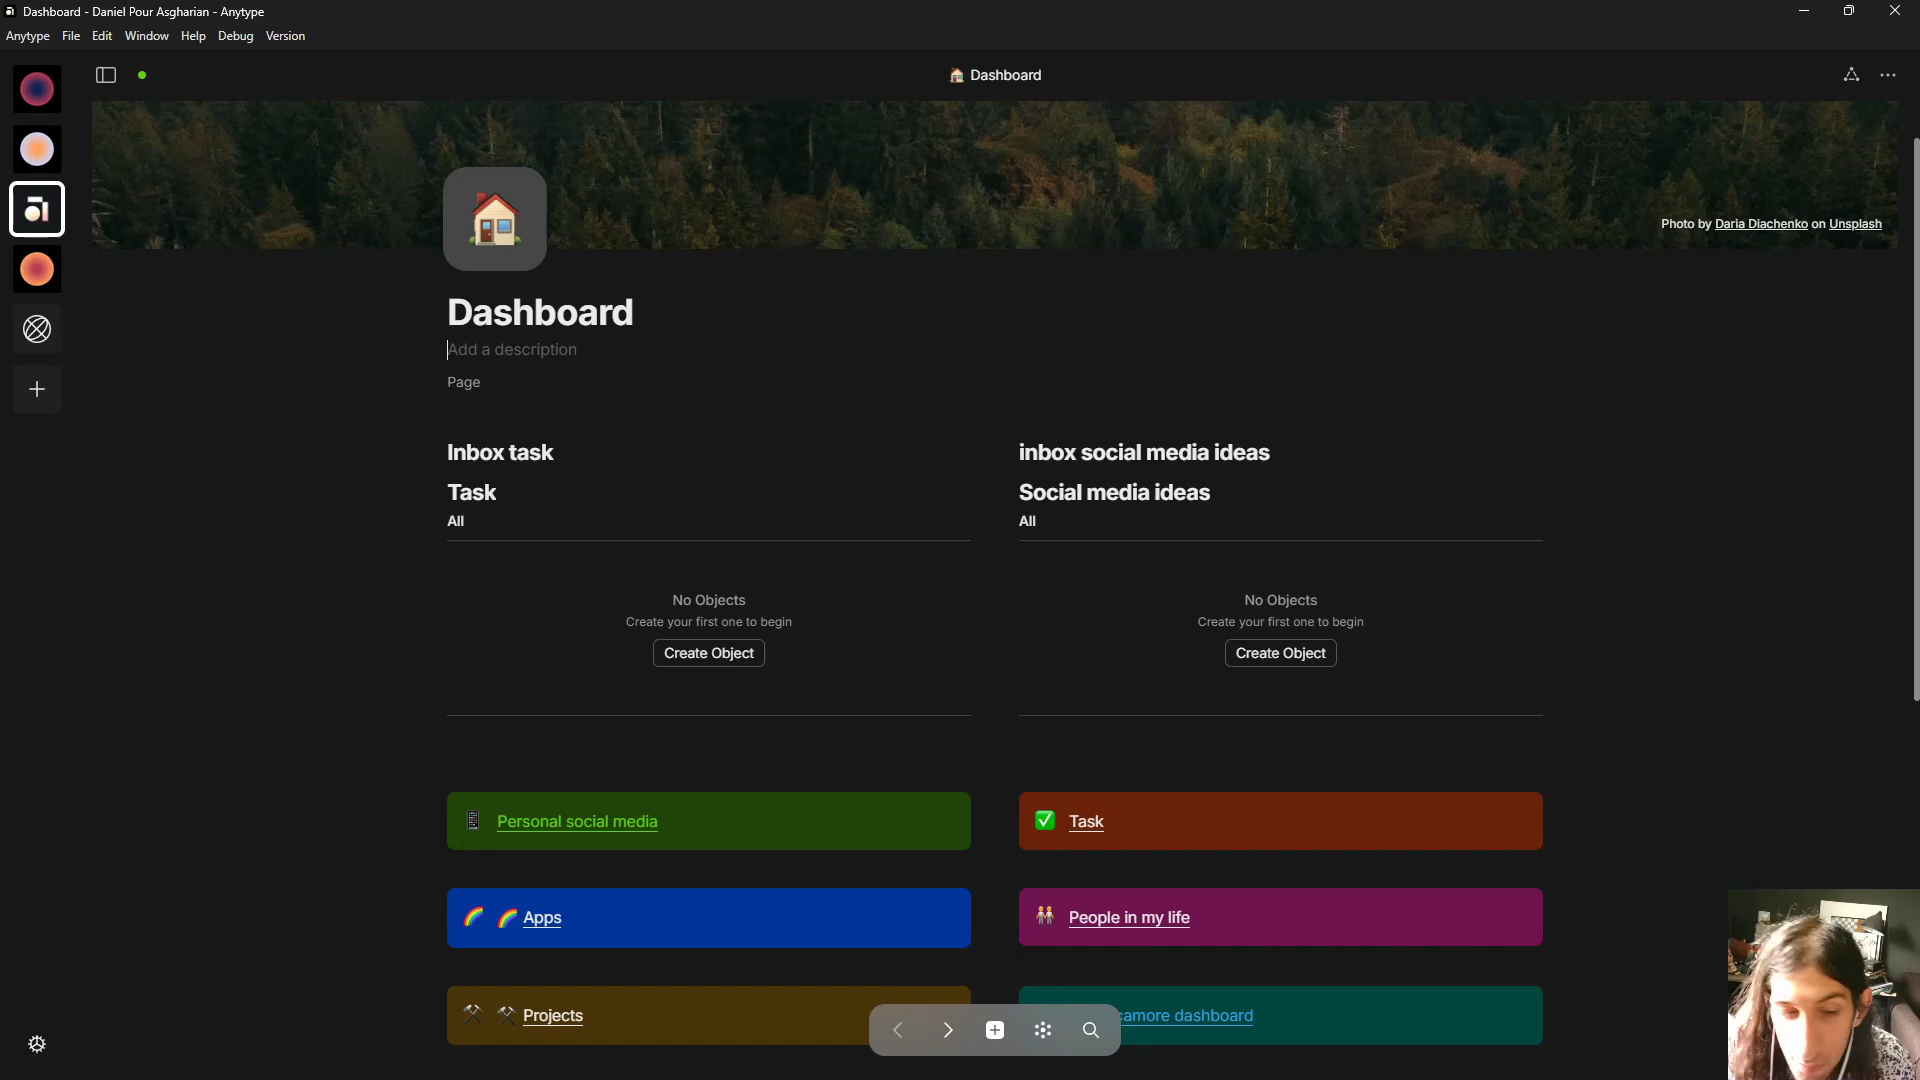 Dashboard - Daniel Pour Asgharian - Anytype
Anytype File Edit Window Help Debug Version
Dashboard
Photo by Daria Diachenko on Unsplash
Dashboard
Add a description
Page
Inbox task
Task
All
No Objects
Create your first one to begin
Create Object
inbox social media ideas
Social media ideas
All
No Objects
Create your first one to begin
Create Object
Personal social media
Task
Apps
People in my life
Projects
camore dashboard